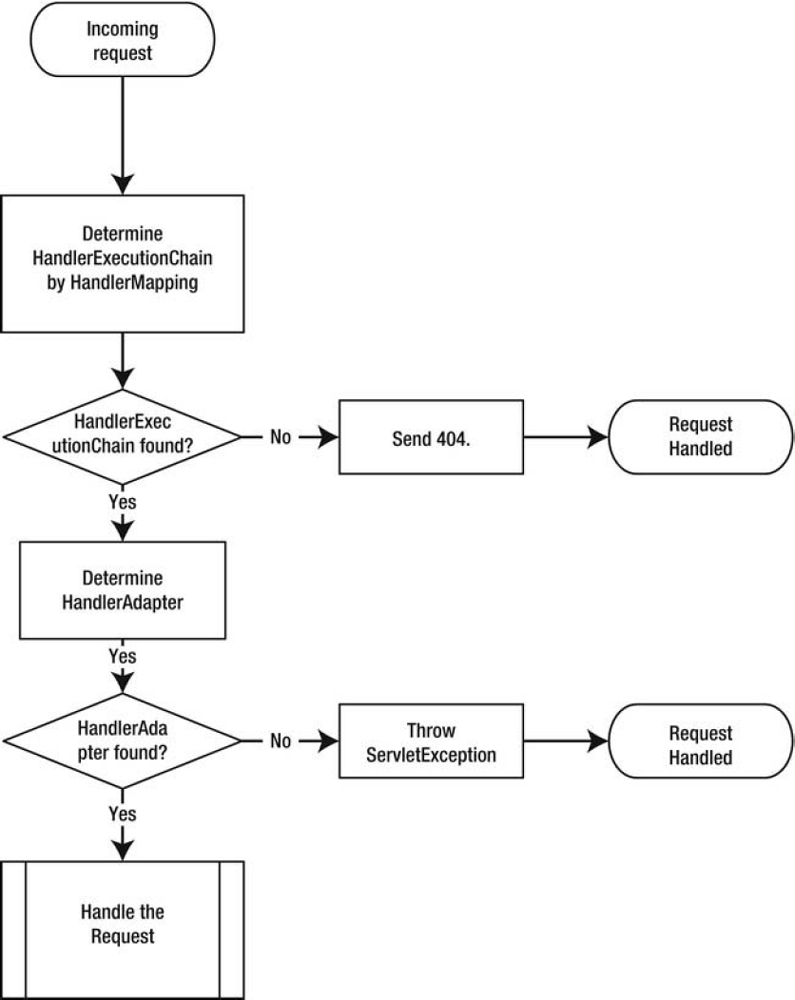 Incoming
request
Determine
HandlerExecutionChain
by HandlerMapping
HandlerExec
utionChain found?
No
Send 404.
Request
Handled
Yes
Determine
HandlerAdapter
Yes
HandlerAda
pter found?
No
Throw
ServletException
Request
Handled
Yes
Handle the
Request